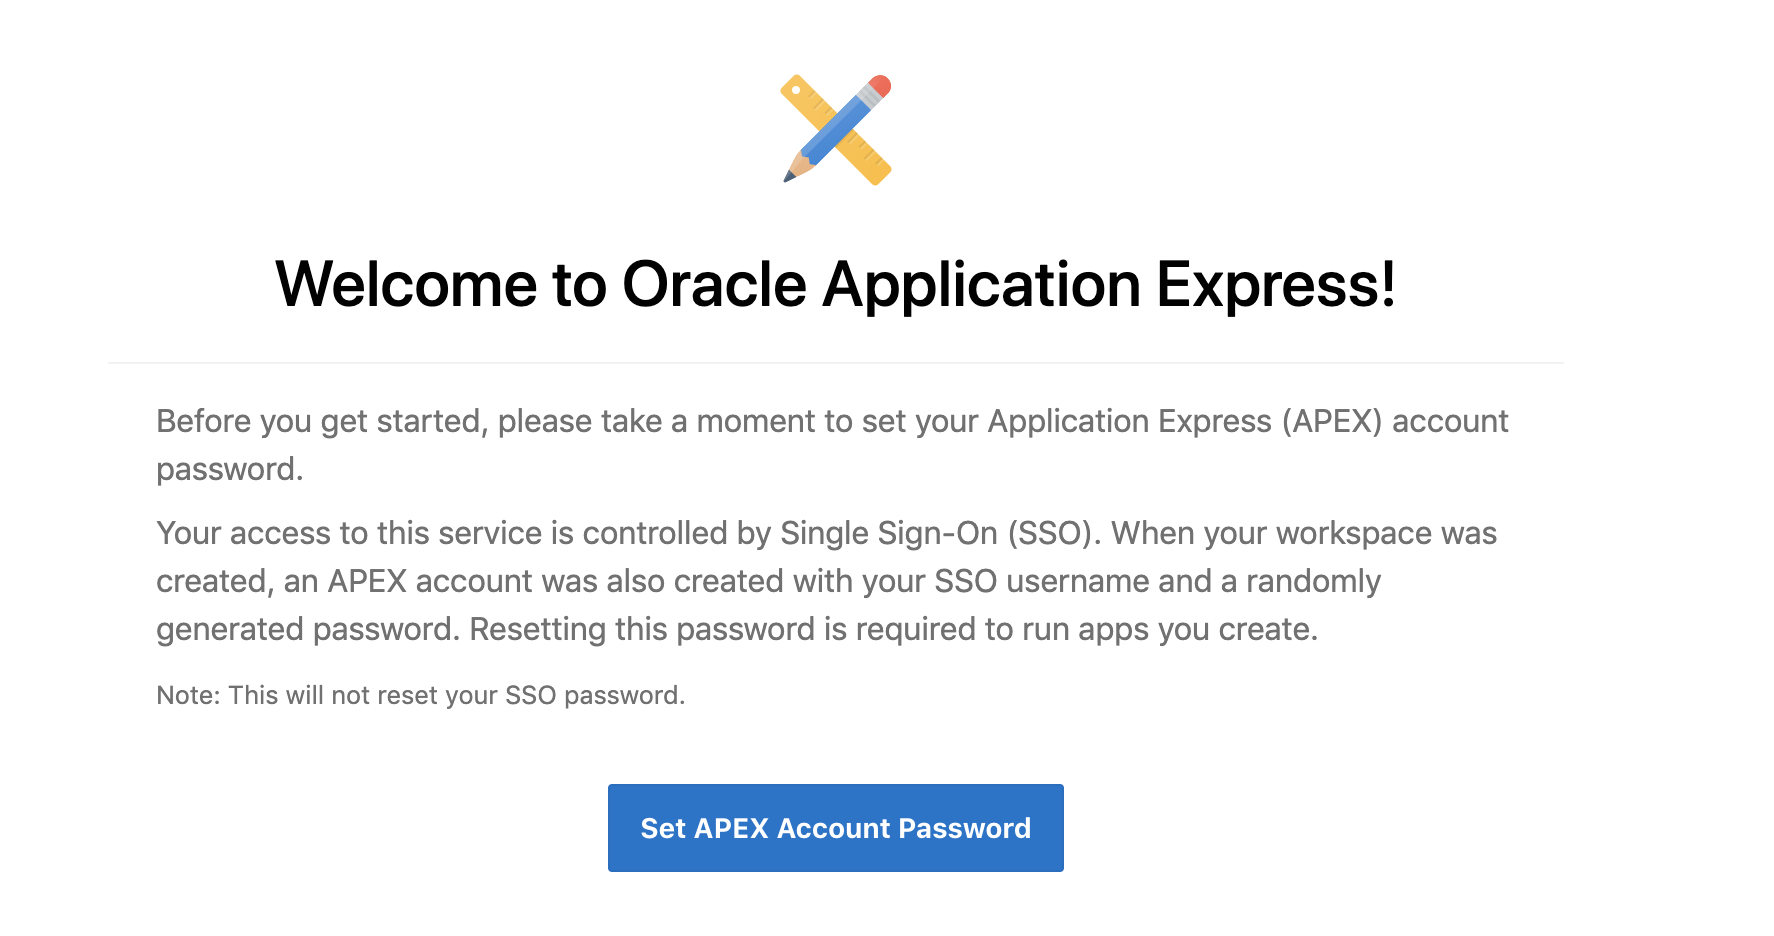 Welcome to Oracle Application Express!
Before you get started, please take a moment to set your Application Express (APEX) account
password.
Your access to this service is controlled by Single Sign-On (SSO). When your workspace was
created, an APEX account was also created with your SSO username and a randomly
generated password. Resetting this password is required to run apps you create.
Note: This will not reset your SSO password.
Set APEX Account Password